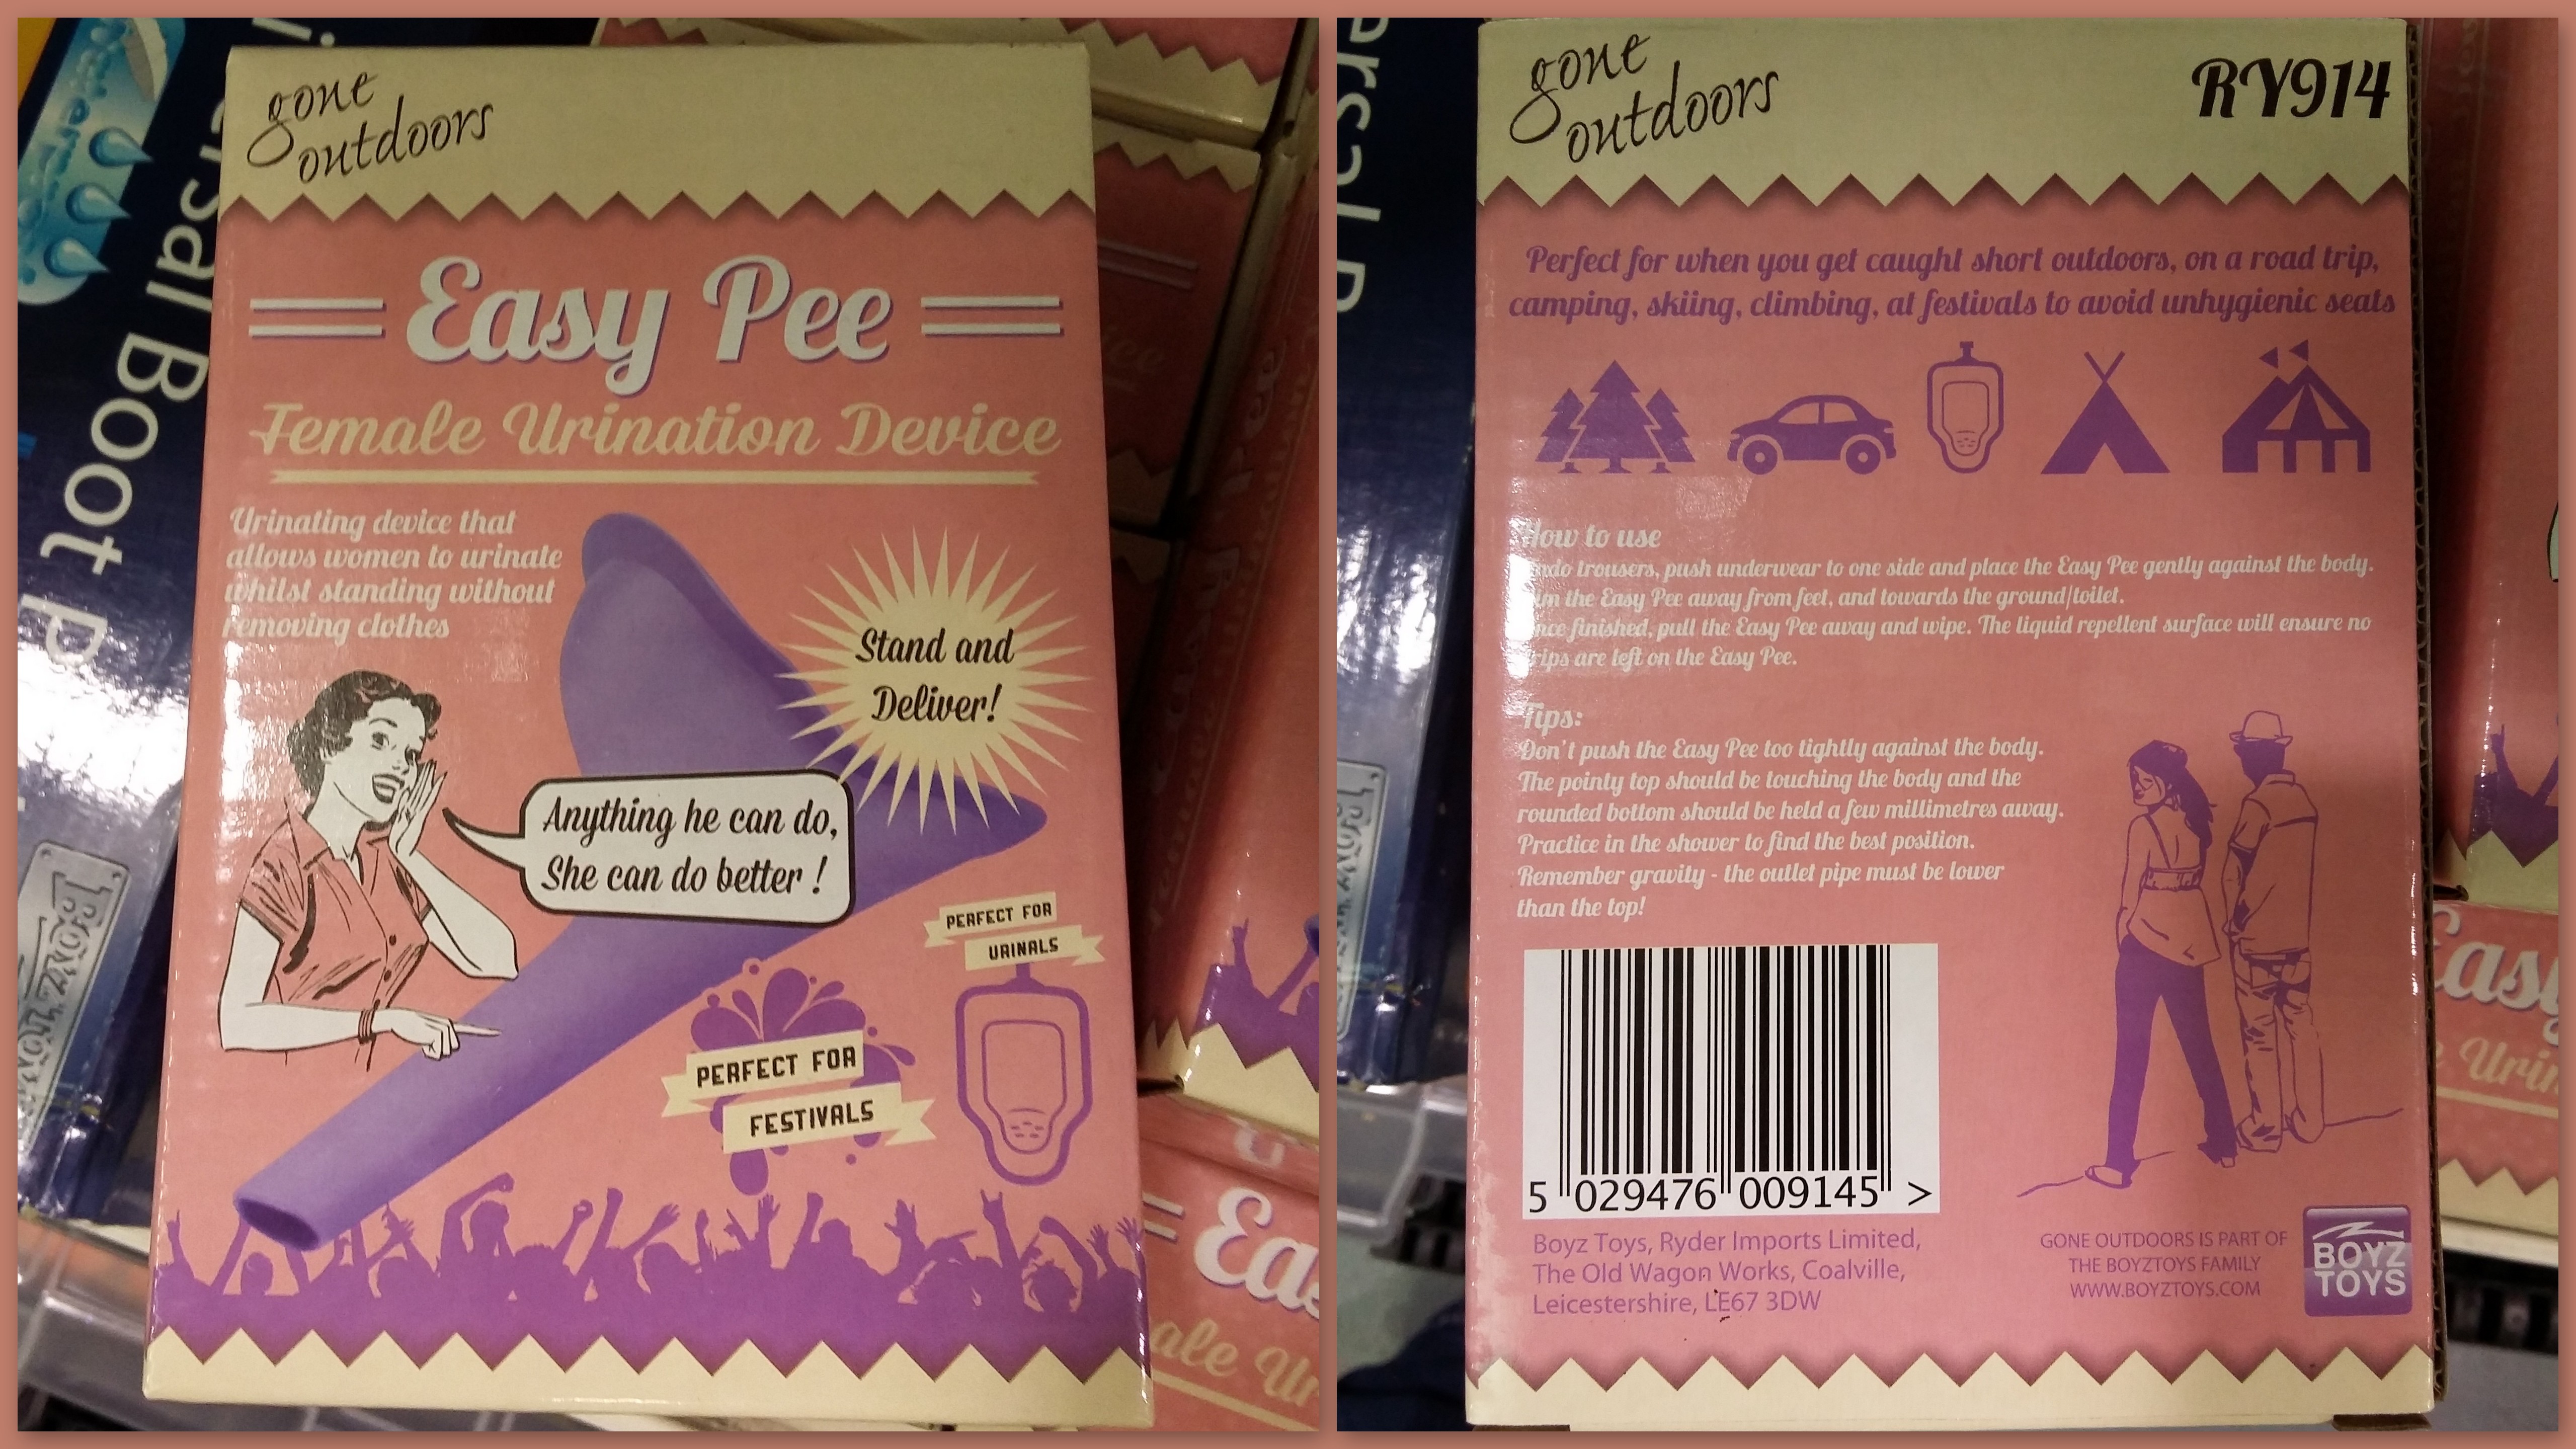 gone
outdoors
Easy Pee
Female Urination Device
Urinating device that
allows women to urinate
whilst standing without
removing clothes
Stand and
Deliver!
Anything he can do,
She can do better !
PERFECT FOR
URINALS
PERFECT FOR
FESTIVALS
Boot P
Easy
gone
outdoors
RY914
Perfect for when you get caught short outdoors, on a road trip,
camping, skiing, climbing, at festivals to avoid unhygienic seats
How to use
Undo trousers, push underwear to one side and place the Easy Pee gently against the body.
Aim the Easy Pee away from feet, and towards the ground/toilet.
Once finished, pull the Easy Pee away and wipe. The liquid repellent surface will ensure no
drips are left on the Easy Pee.
Tips:
Don't push the Easy Pee too tightly against the body.
The pointy top should be touching the body and the
rounded bottom should be held a few millimetres away.
Practice in the shower to find the best position.
Remember gravity - the outlet pipe must be lower
than the top!
5 029476 009145 >
Boyz Toys, Ryder Imports Limited,
The Old Wagon Works, Coalville,
Leicestershire, LE67 3DW
GONE OUTDOORS IS PART OF
THE BOYZTOYS FAMILY
WWW.BOYZTOYS.COM
BOYZ
TOYS